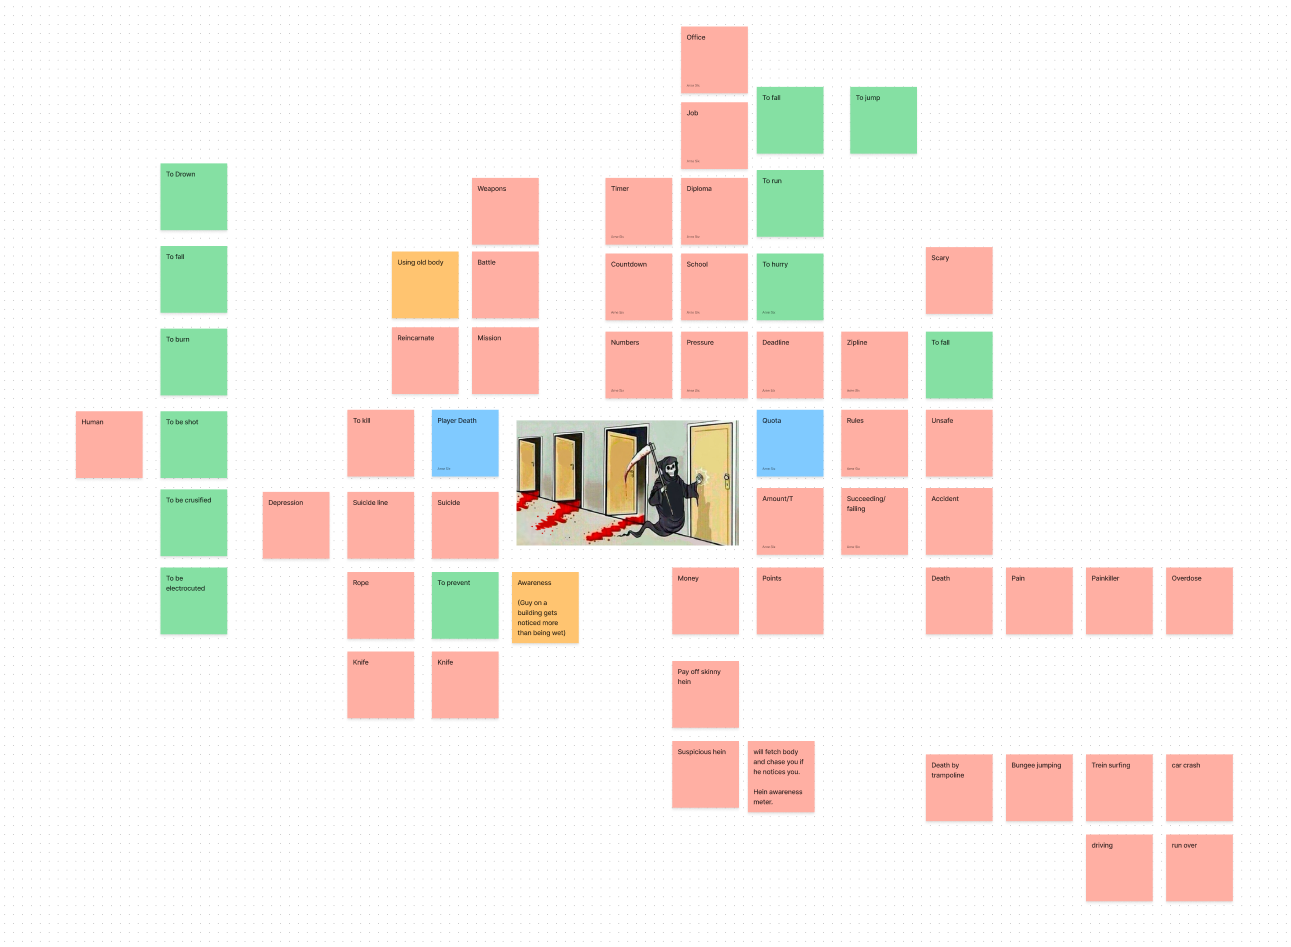 Office
Job
To fall
To jump
To Drown
Weapons
Timer
Diploma
To run
To fall
Using old body
Battle
Countdown
School
To hurry
Scary
To burn
Reincarnate
Mission
Numbers
Pressure
Deadline
Zipline
To fall
Human
To be shot
To kill
Player Death
Quota
Rules
Unsafe
To be crusified
Depression
Suicide line
Suicide
Amount/T
Succeeding/
failing
Accident
To be
electrocuted
Rope
To prevent
Awareness
(Guy on a
building gets
noticed more
than being wet)
Money
Points
Death
Pain
Painkiller
Overdose
Knife
Knife
Pay off skinny
hein
Suspicious hein
will fetch body
and chase you if
he notices you.
Hein awareness
meter.
Death by
trampoline
Bungee jumping
Trein surfing
car crash
driving
run over